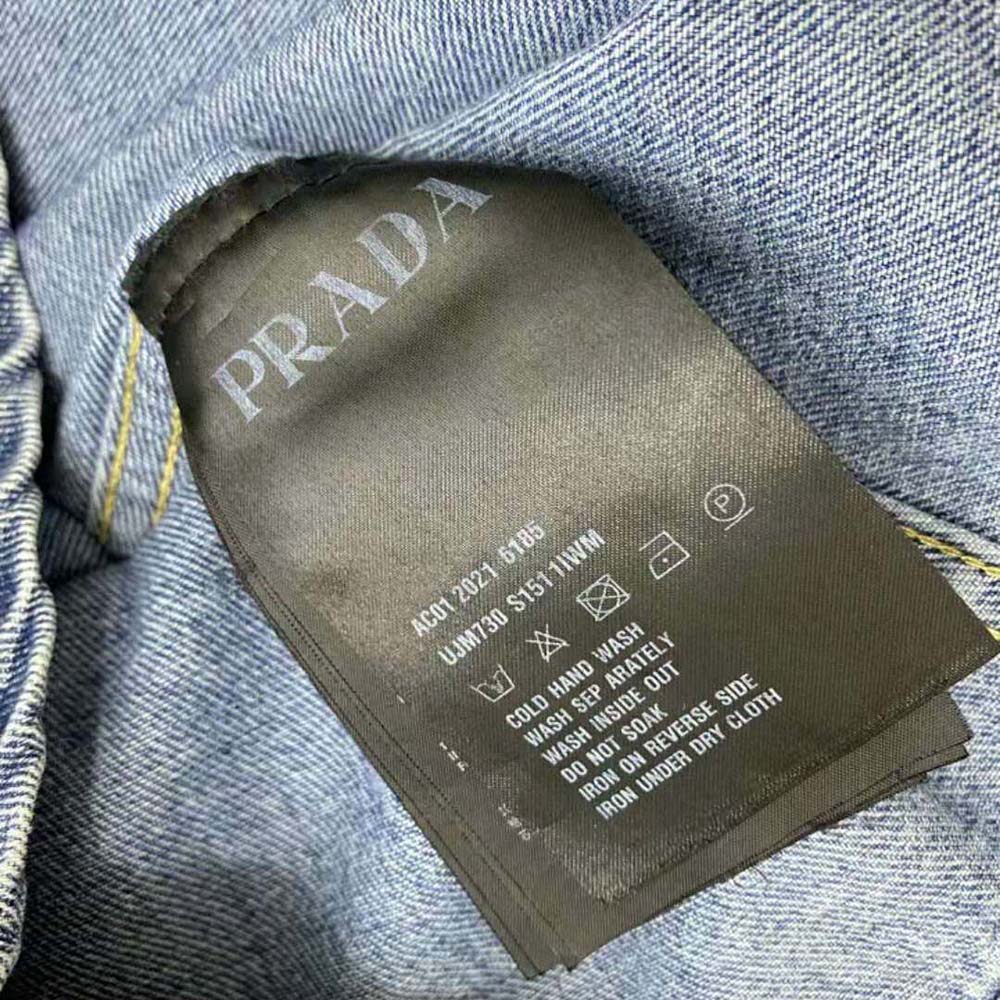 PRADA
AC01 2021 G185
UJM730 S151 1IWM
P
COLD HAND WASH
WASH SEP ARATELY
WASH INSIDE OUT
DO NOT SOAK
IRON ON REVERSE SIDE
IRON UNDER DRY CLOTH